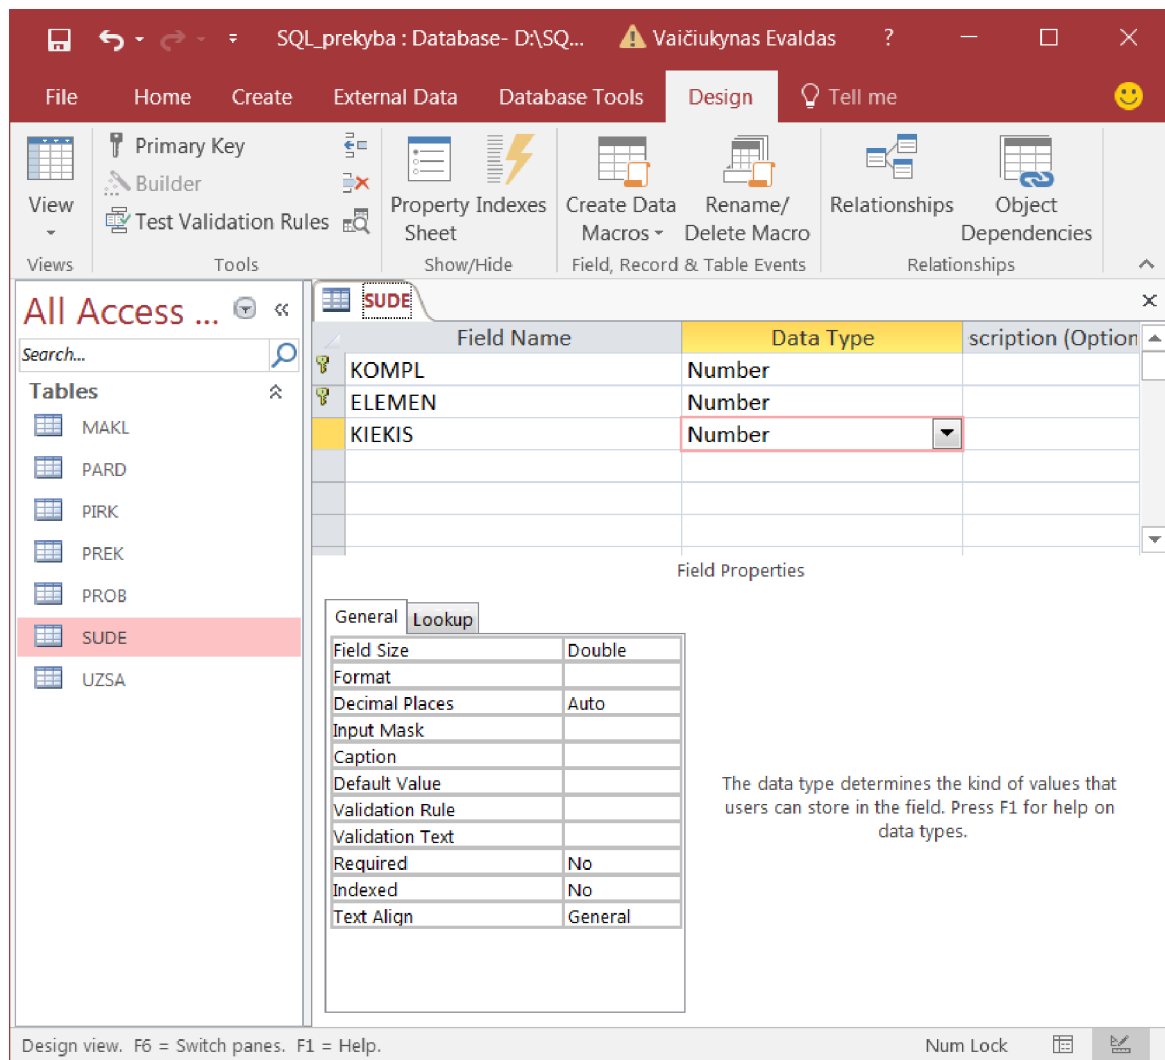 SQL_prekyba : Database- D:\SQ... Vaičiukynas Evaldas ?
File Home Create External Data Database Tools Design Tell me
View
Primary Key
Builder
Test Validation Rules
Property Sheet
Indexes
Create Data Macros
Rename/ Delete Macro
Relationships
Object Dependencies
Views Tools Show/Hide Field, Record & Table Events Relationships
All Access ...
Search...
Tables
MAKL
PARD
PIRK
PREK
PROB
SUDE
UZSA
SUDE
Field Name Data Type scription (Option
KOMPL Number
ELEMEN Number
KIEKIS Number
Field Properties
General Lookup
Field Size Double
Format
Decimal Places Auto
Input Mask
Caption
Default Value
Validation Rule
Validation Text
Required No
Indexed No
Text Align General
The data type determines the kind of values that
users can store in the field. Press F1 for help on
data types.
Design view. F6 = Switch panes. F1 = Help. Num Lock